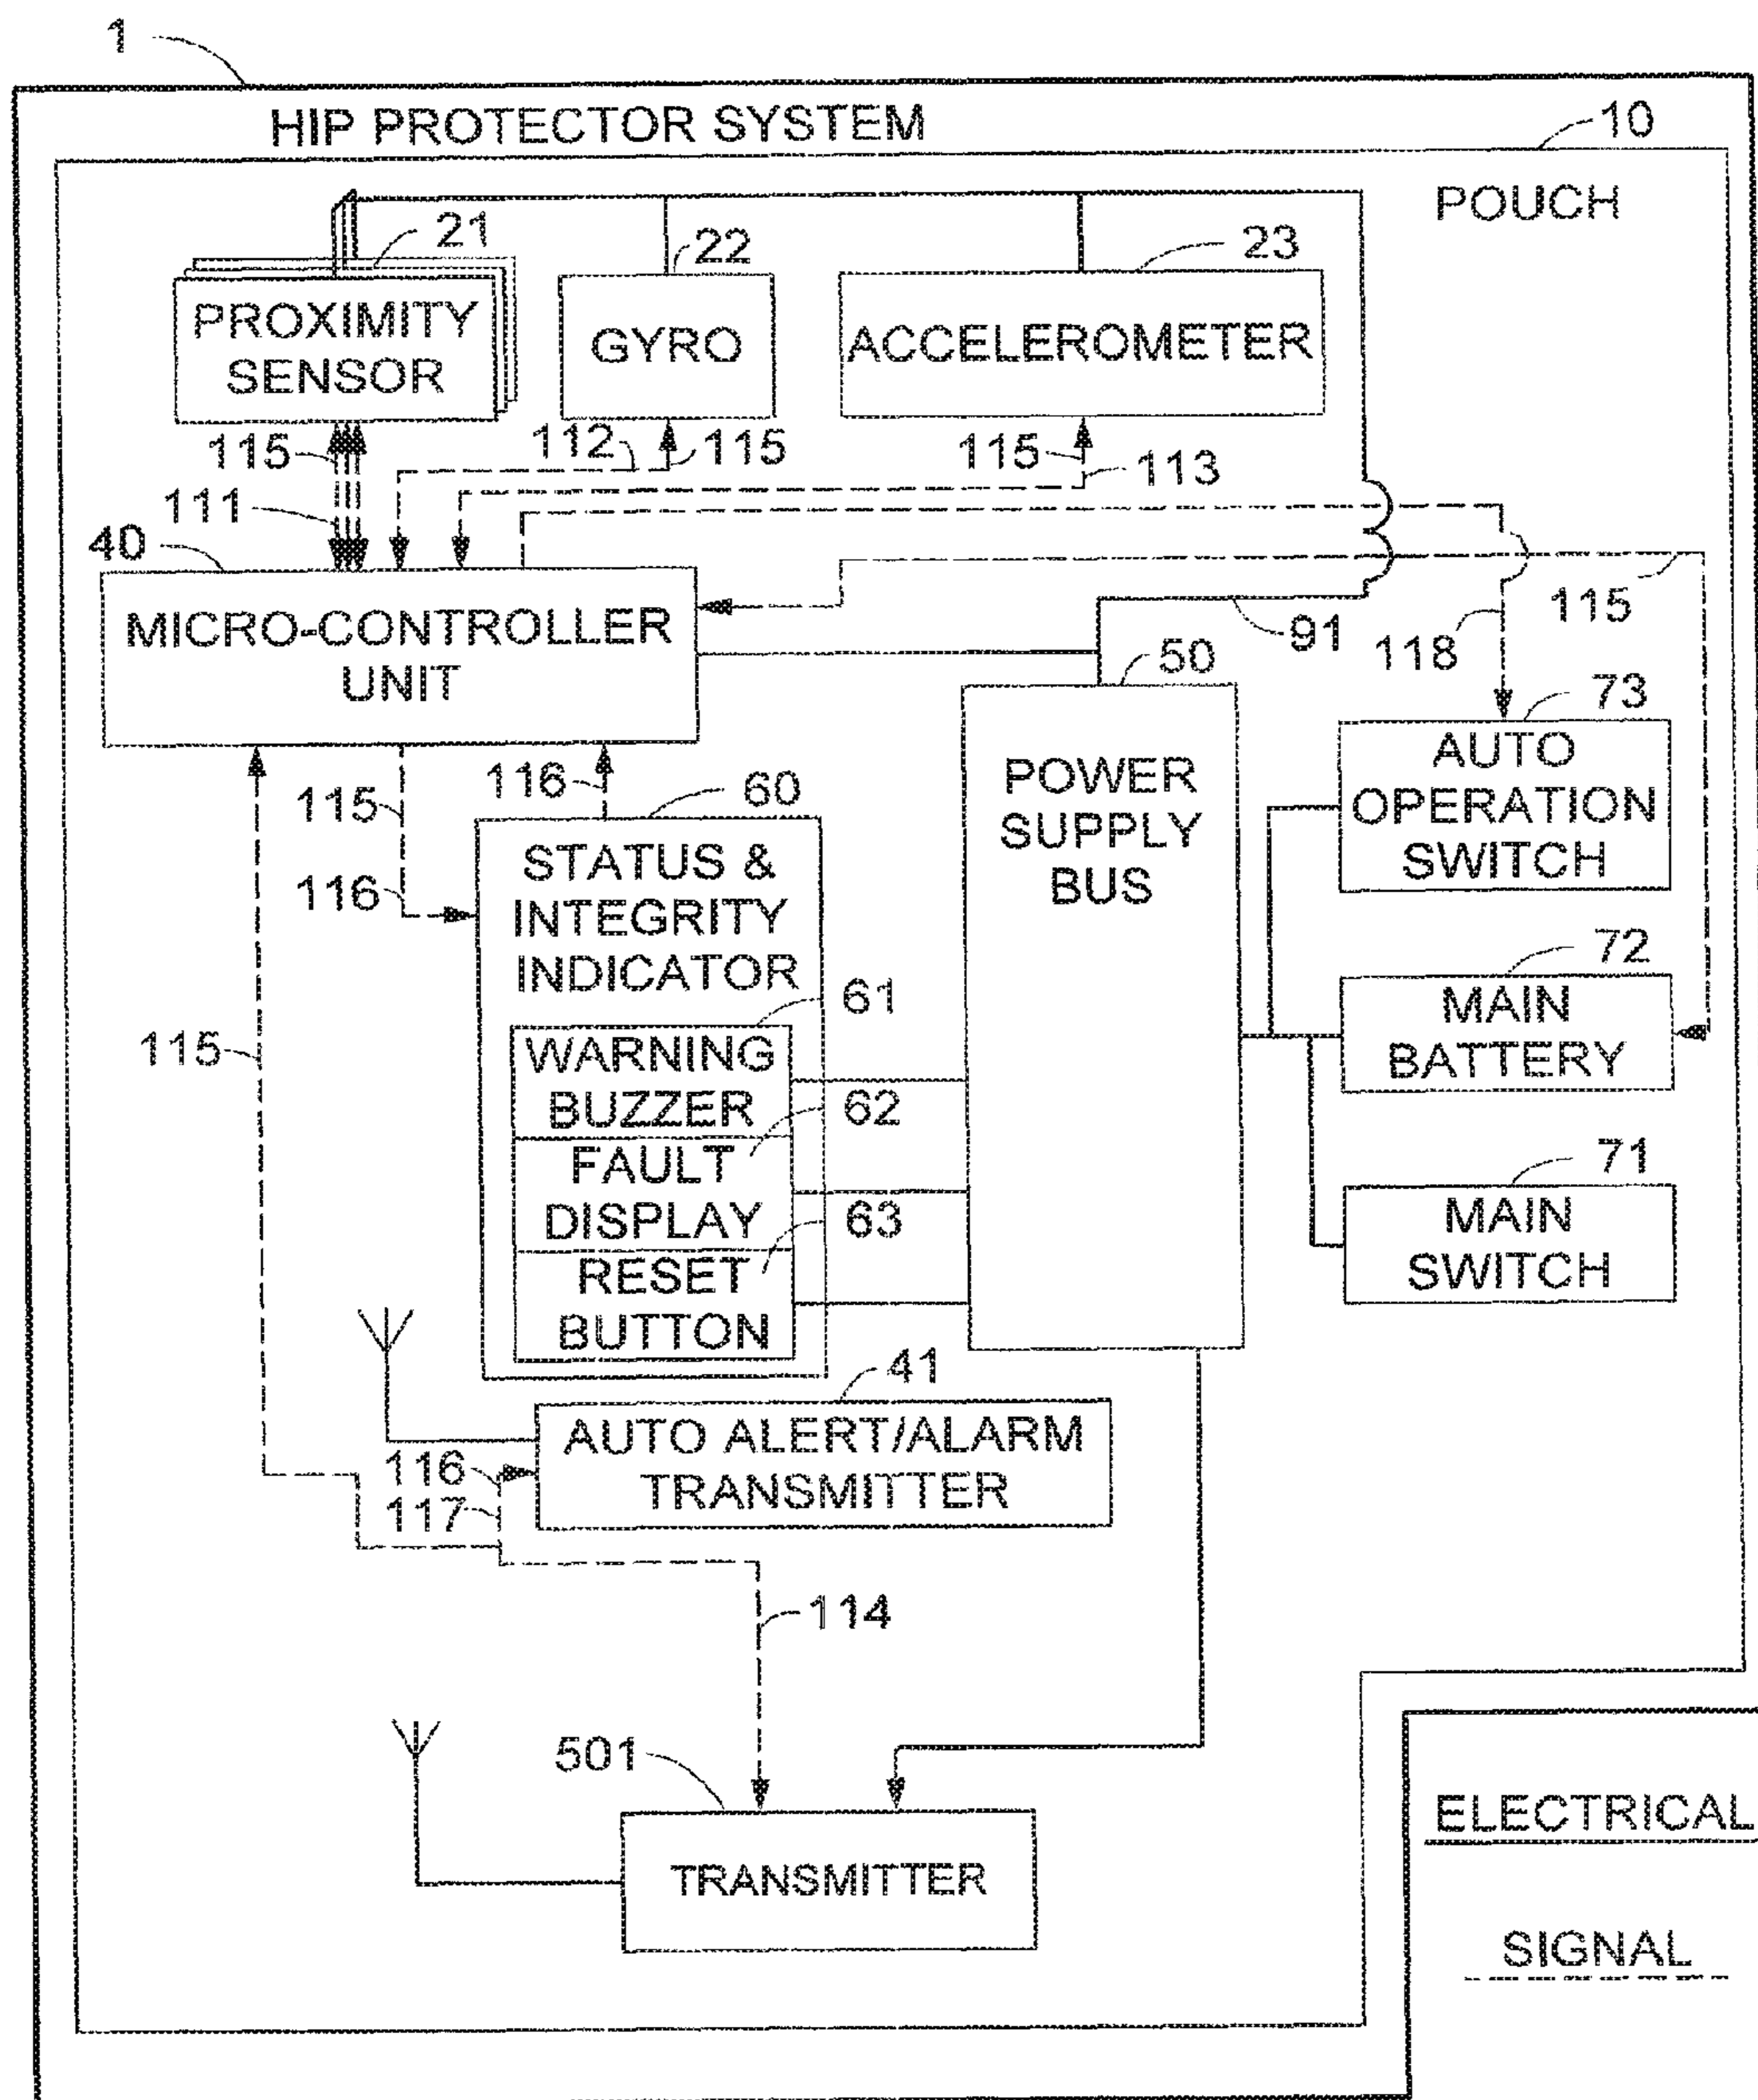 1
HIP PROTECTOR SYSTEM
10
POUCH
21
22
23
PROXIMITY
SENSOR
GYRO
ACCELEROMETER
115
112
115
115
113
111
40
MICRO-CONTROLLER
UNIT
115
91
118
50
73
POWER
SUPPLY
BUS
AUTO
OPERATION
SWITCH
115
116
116
60
STATUS &
INTEGRITY
INDICATOR
72
MAIN
BATTERY
61
WARNING
BUZZER
115
62
FAULT
DISPLAY
71
MAIN
SWITCH
63
RESET
BUTTON
41
AUTO ALERT/ALARM
TRANSMITTER
116
117
114
501
TRANSMITTER
ELECTRICAL
SIGNAL